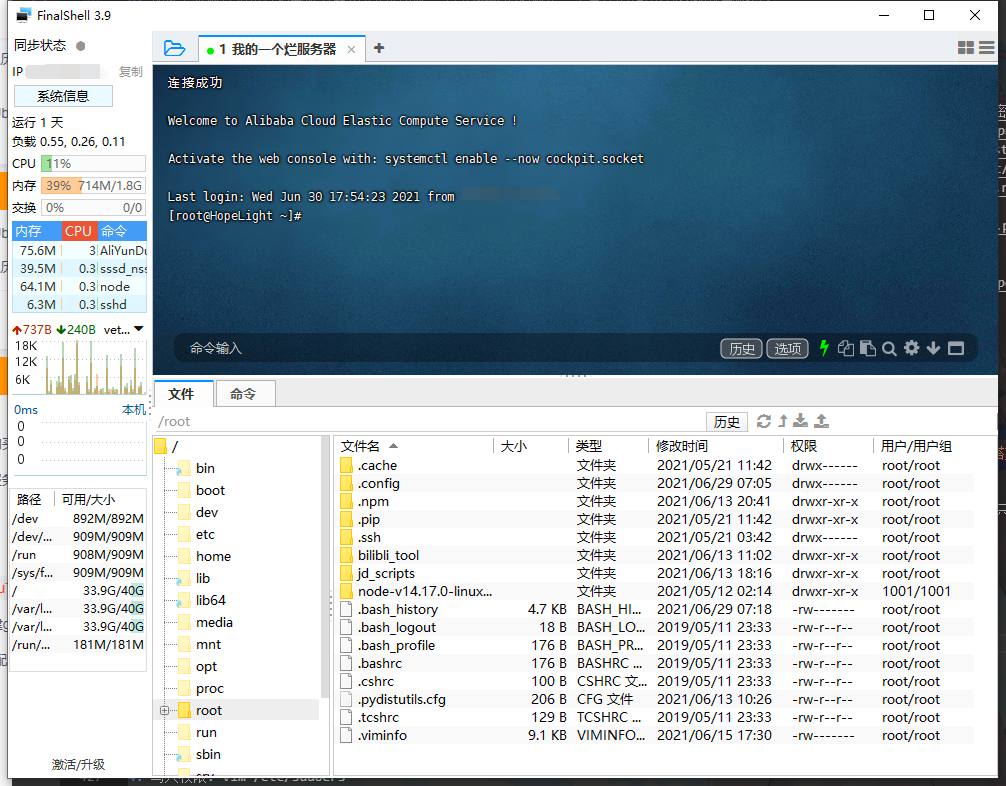 FinalShell 3.9
同步状态
IP 复制
系统信息
运行 1 天
负载 0.55, 0.26, 0.11
CPU 11%
内存 39% 714M/1.8G
交换 0% 0/0
内存 CPU 命令
75.6M 3 AliYunDu
39.5M 0.3 sssd_nss
64.1M 0.3 node
6.3M 0.3 sshd
737B 240B vet...
18K
12K
6K
0ms 本机
0
0
0
路径 可用/大小
/dev 892M/892M
/dev/... 909M/909M
/run 908M/909M
/sys/f... 909M/909M
/ 33.9G/40G
/var/l... 33.9G/40G
/var/l... 33.9G/40G
/run/... 181M/181M
激活/升级
1 我的一个烂服务器
连接成功
Welcome to Alibaba Cloud Elastic Compute Service !
Activate the web console with: systemctl enable --now cockpit.socket
Last login: Wed Jun 30 17:54:23 2021 from
[root@HopeLight ~]#
命令输入 历史 选项
文件 命令
/root 历史
/
bin
boot
dev
etc
home
lib
lib64
media
mnt
opt
proc
root
run
sbin
文件名 大小 类型 修改时间 权限 用户/用户组
.cache 文件夹 2021/05/21 11:42 drwx------ root/root
.config 文件夹 2021/06/29 07:05 drwx------ root/root
.npm 文件夹 2021/06/13 20:41 drwxr-xr-x root/root
.pip 文件夹 2021/05/21 11:42 drwxr-xr-x root/root
.ssh 文件夹 2021/05/21 03:42 drwx------ root/root
bilibli_tool 文件夹 2021/06/13 11:02 drwxr-xr-x root/root
jd_scripts 文件夹 2021/06/13 18:16 drwxr-xr-x root/root
node-v14.17.0-linux... 文件夹 2021/05/12 02:14 drwxr-xr-x 1001/1001
.bash_history 4.7 KB BASH_HI... 2021/06/29 07:18 -rw------- root/root
.bash_logout 18 B BASH_LO... 2019/05/11 23:33 -rw-r--r-- root/root
.bash_profile 176 B BASH_PR... 2019/05/11 23:33 -rw-r--r-- root/root
.bashrc 176 B BASHRC ... 2019/05/11 23:33 -rw-r--r-- root/root
.cshrc 100 B CSHRC 文... 2019/05/11 23:33 -rw-r--r-- root/root
.pydistutils.cfg 206 B CFG 文件 2021/06/13 10:26 -rw-r--r-- root/root
.tcshrc 129 B TCSHRC ... 2019/05/11 23:33 -rw-r--r-- root/root
.viminfo 9.1 KB VIMINFO... 2021/06/15 17:30 -rw------- root/root